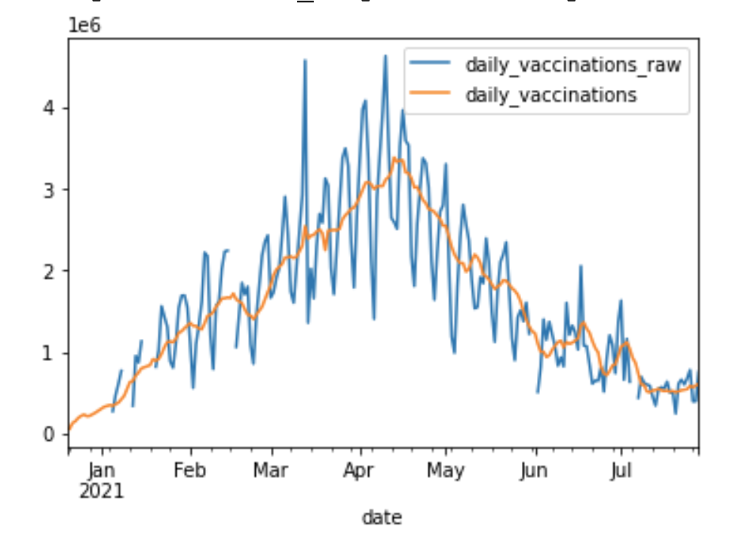 1e6
daily_vaccinations_raw
daily_vaccinations
4
3
2
1
0
Jan Feb Mar Apr May Jun Jul
2021
date